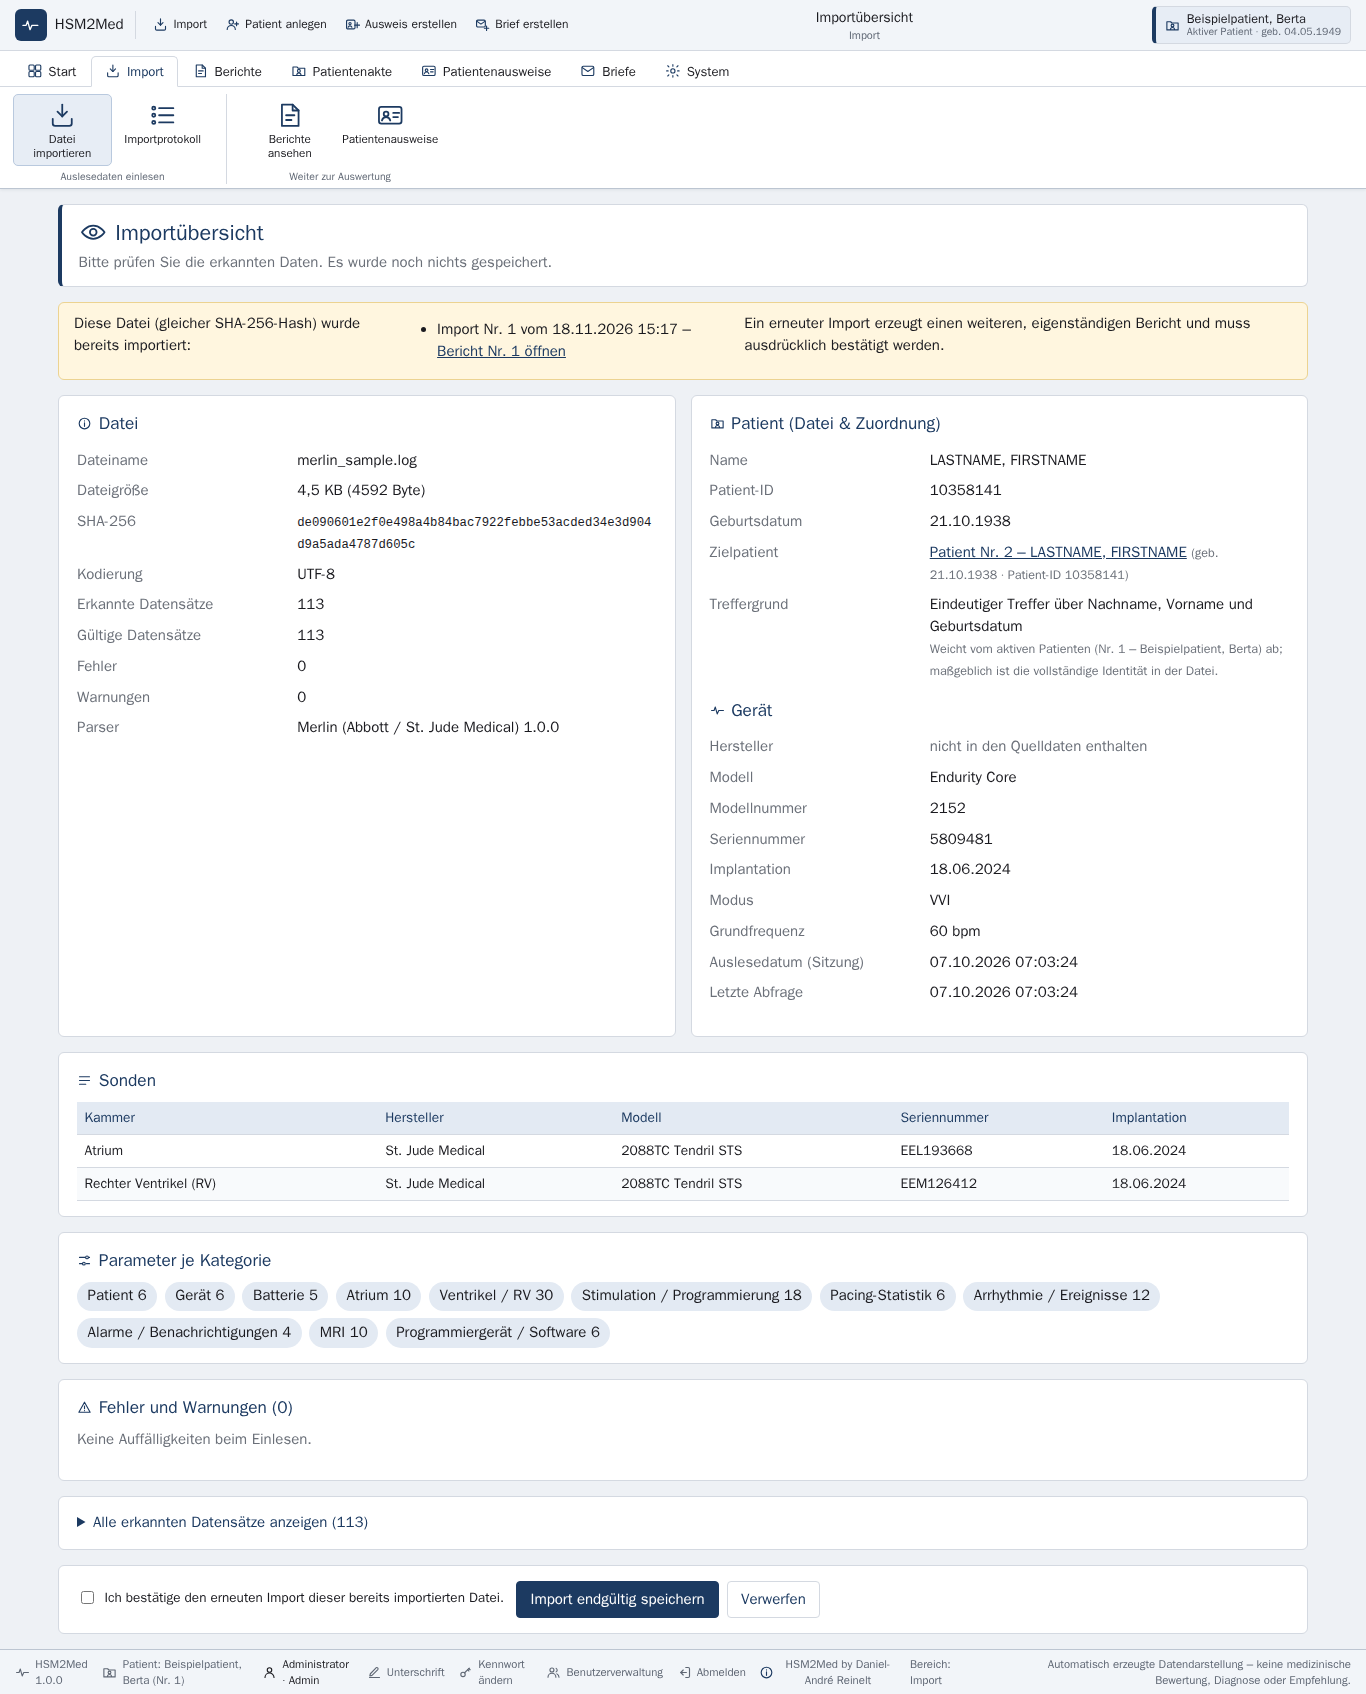 HSM2Med
Import
Patient anlegen
Ausweis erstellen
Brief erstellen
Importübersicht
Import
Beispielpatient, Berta
Aktiver Patient · geb. 04.05.1949
Start
Import
Berichte
Patientenakte
Patientenausweise
Briefe
System
Datei
importieren
Importprotokoll
Auslesedaten einlesen
Berichte
ansehen
Patientenausweise
Weiter zur Auswertung
Importübersicht
Bitte prüfen Sie die erkannten Daten. Es wurde noch nichts gespeichert.
Diese Datei (gleicher SHA-256-Hash) wurde
bereits importiert:
• Import Nr. 1 vom 18.11.2026 15:17 –
Bericht Nr. 1 öffnen
Ein erneuter Import erzeugt einen weiteren, eigenständigen Bericht und muss
ausdrücklich bestätigt werden.
Datei
Dateiname merlin_sample.log
Dateigröße 4,5 KB (4592 Byte)
SHA-256 de090601e2f0e498a4b84bac7922febbe53acded34e3d904
d9a5ada4787d605c
Kodierung UTF-8
Erkannte Datensätze 113
Gültige Datensätze 113
Fehler 0
Warnungen 0
Parser Merlin (Abbott / St. Jude Medical) 1.0.0
Patient (Datei & Zuordnung)
Name LASTNAME, FIRSTNAME
Patient-ID 10358141
Geburtsdatum 21.10.1938
Zielpatient Patient Nr. 2 – LASTNAME, FIRSTNAME (geb.
21.10.1938 · Patient-ID 10358141)
Treffergrund Eindeutiger Treffer über Nachname, Vorname und
Geburtsdatum
Weicht vom aktiven Patienten (Nr. 1 – Beispielpatient, Berta) ab;
maßgeblich ist die vollständige Identität in der Datei.
Gerät
Hersteller nicht in den Quelldaten enthalten
Modell Endurity Core
Modellnummer 2152
Seriennummer 5809481
Implantation 18.06.2024
Modus VVI
Grundfrequenz 60 bpm
Auslesedatum (Sitzung) 07.10.2026 07:03:24
Letzte Abfrage 07.10.2026 07:03:24
Sonden
Kammer Hersteller Modell Seriennummer Implantation
Atrium St. Jude Medical 2088TC Tendril STS EEL193668 18.06.2024
Rechter Ventrikel (RV) St. Jude Medical 2088TC Tendril STS EEM126412 18.06.2024
Parameter je Kategorie
Patient 6 Gerät 6 Batterie 5 Atrium 10 Ventrikel / RV 30 Stimulation / Programmierung 18 Pacing-Statistik 6 Arrhythmie / Ereignisse 12
Alarme / Benachrichtigungen 4 MRI 10 Programmiergerät / Software 6
Fehler und Warnungen (0)
Keine Auffälligkeiten beim Einlesen.
Alle erkannten Datensätze anzeigen (113)
Ich bestätige den erneuten Import dieser bereits importierten Datei.
Import endgültig speichern
Verwerfen
HSM2Med
1.0.0
Patient: Beispielpatient,
Berta (Nr. 1)
Administrator
· Admin
Unterschrift
Kennwort
ändern
Benutzerverwaltung
Abmelden
HSM2Med by Daniel-
André Reinelt
Bereich:
Import
Automatisch erzeugte Datendarstellung – keine medizinische
Bewertung, Diagnose oder Empfehlung.